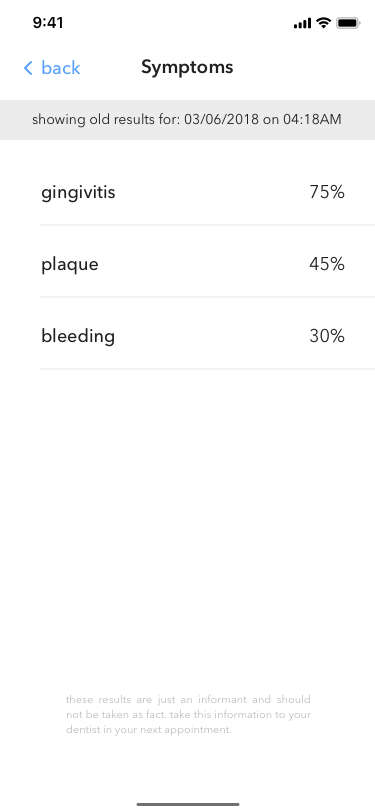 9:41
back
Symptoms
showing old results for: 03/06/2018 on 04:18AM
gingivitis 75%
plaque 45%
bleeding 30%
these results are just an informant and should
not be taken as fact. take this information to your
dentist in your next appointment.